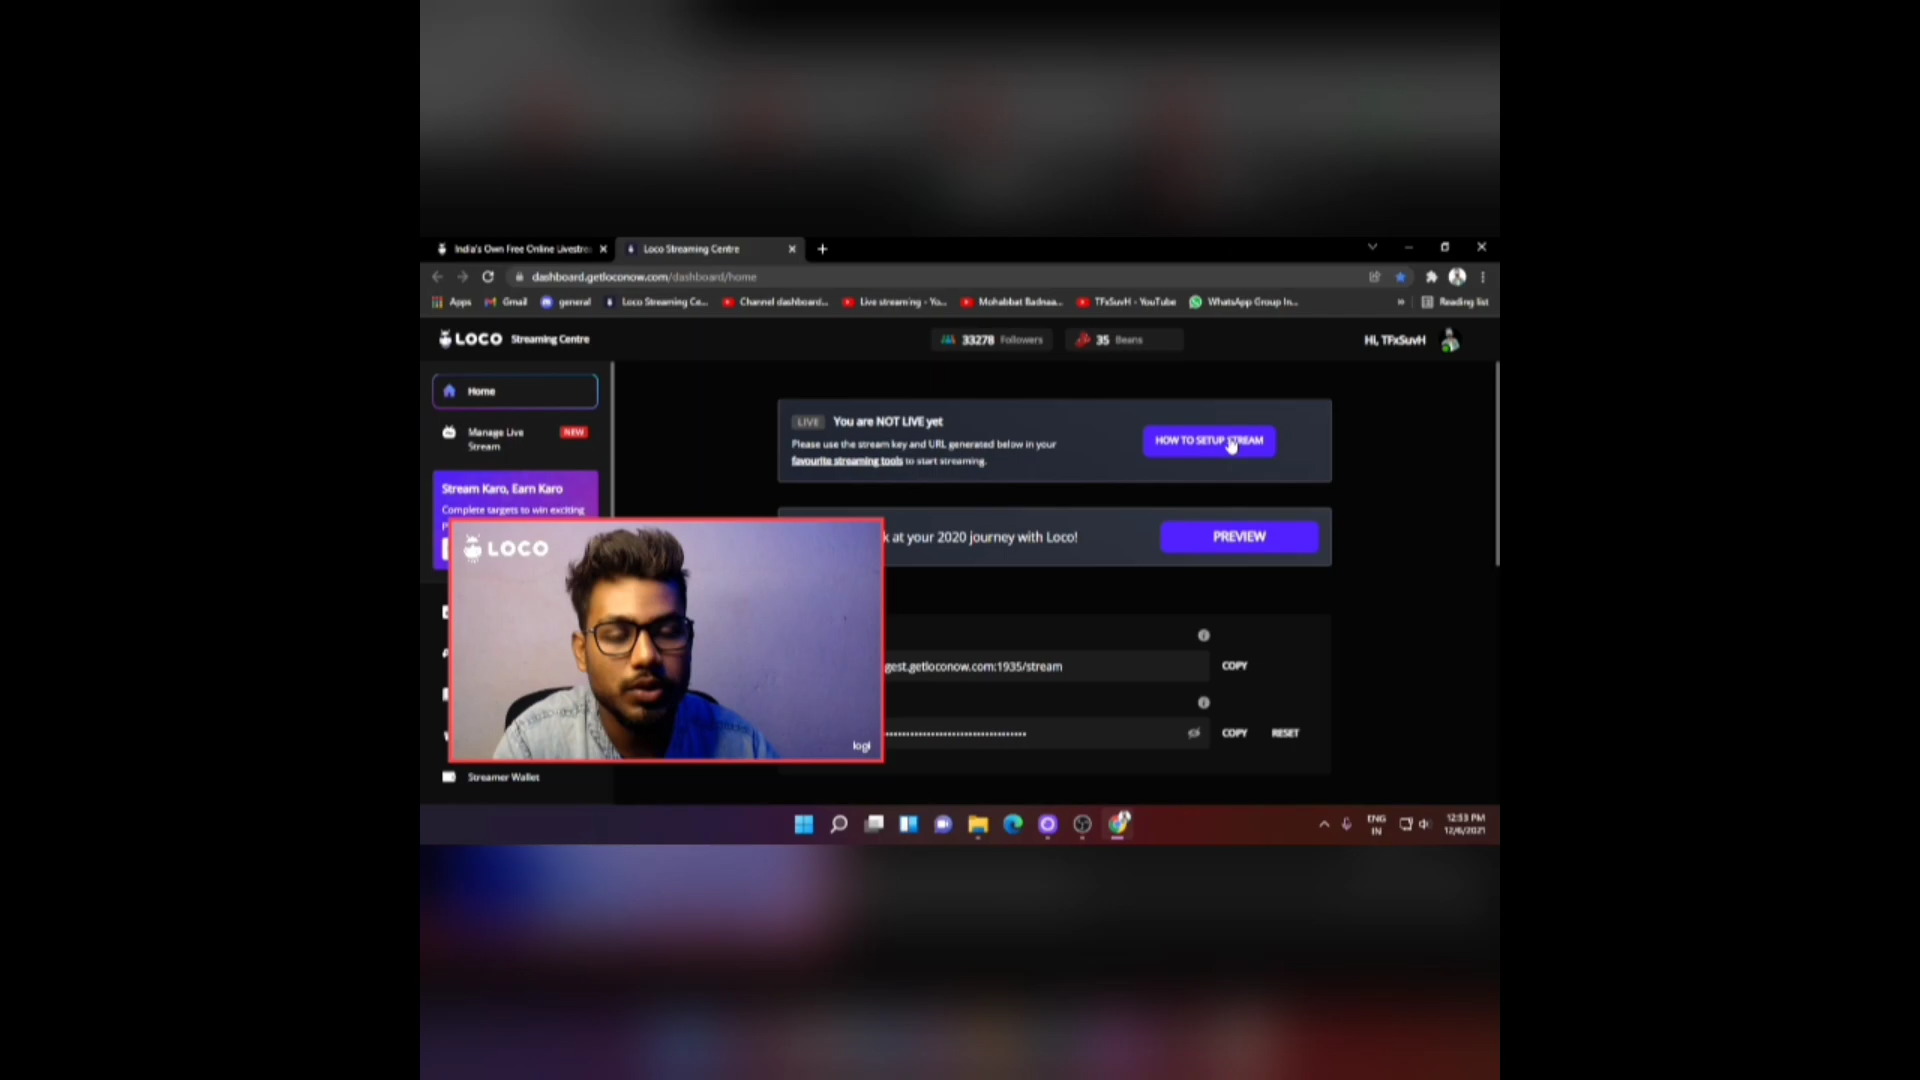 India's Own Free Online Livestre
Loco Streaming Centre
dashboard.getloconow.com/dashboard/home
Apps
Gmail
general
Loco Streaming Ce...
Channel dashboard...
Live streaming - Yo...
Mohabbat Badnaa...
TFxSuvH - YouTube
WhatsApp Group In...
»
Reading list
LOCO Streaming Centre
33278 Followers
35 Beans
Hi, TFxSuvH
Home
Manage Live
Stream
NEW
Stream Karo, Earn Karo
Complete targets to win exciting
LIVE You are NOT LIVE yet
Please use the stream key and URL generated below in your
favourite streaming tools to start streaming.
HOW TO SETUP STREAM
k at your 2020 journey with Loco!
PREVIEW
LOCO
logi
gest.getloconow.com:1935/stream
COPY
COPY
RESET
Streamer Wallet
ENG
IN
12:53 PM
12/6/2021